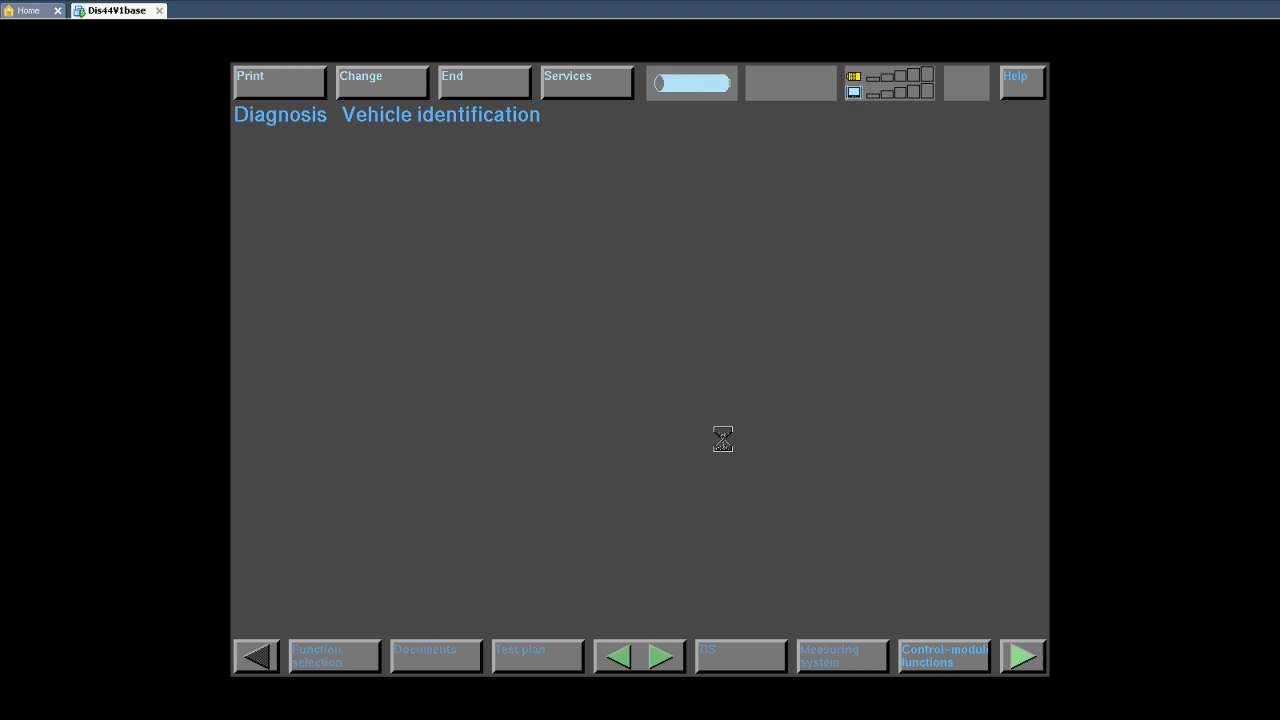 Home
Dis44V1base
Print
Change
End
Services
Help
Diagnosis Vehicle identification
Function
selection
Documents
Test plan
TIS
Measuring
system
Control-modul
functions